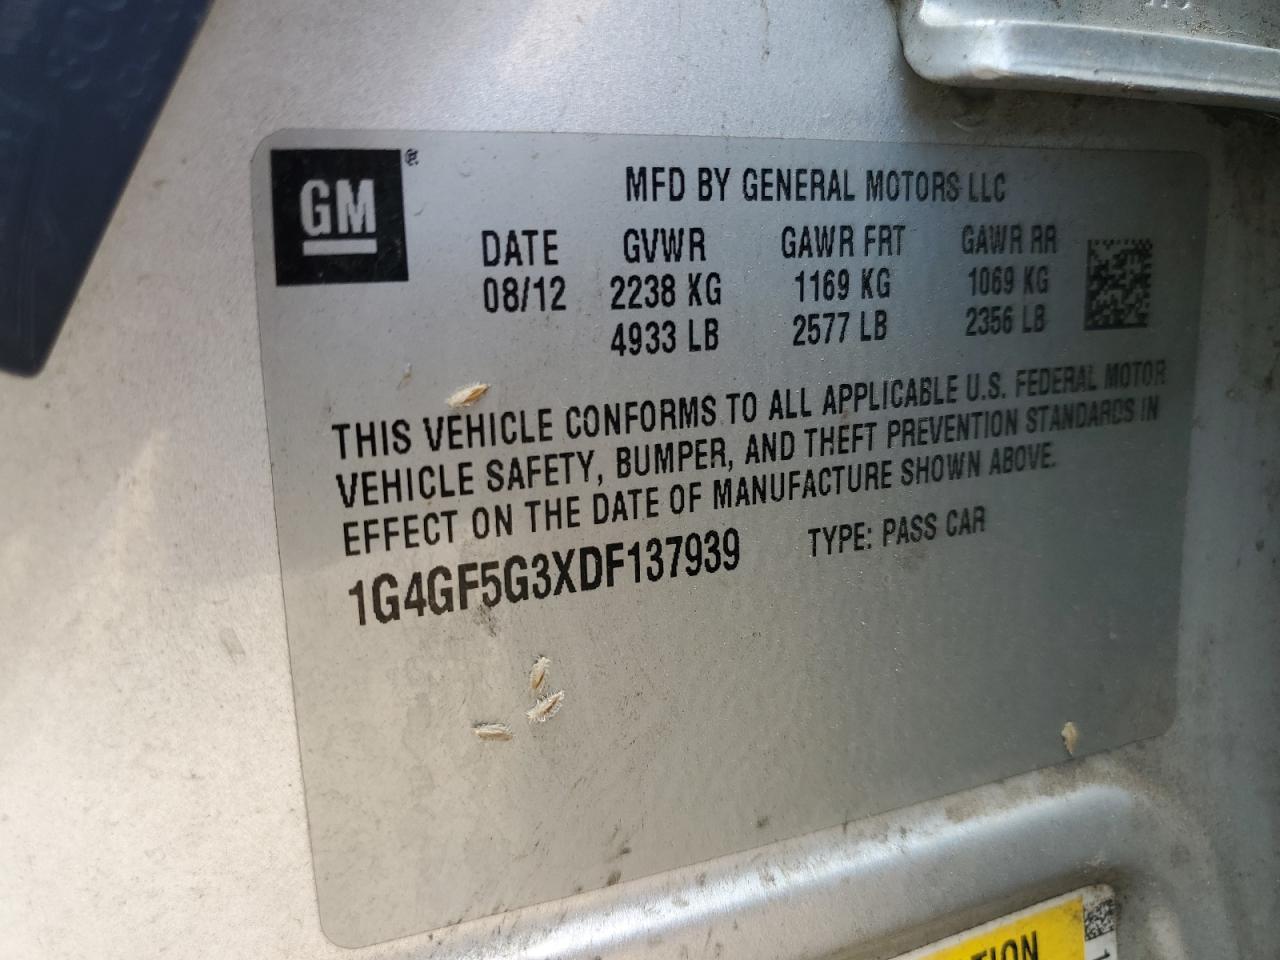 GM ®
MFD BY GENERAL MOTORS LLC
DATE GVWR GAWR FRT GAWR RR
08/12 2238 KG 1169 KG 1069 KG
4933 LB 2577 LB 2356 LB
THIS VEHICLE CONFORMS TO ALL APPLICABLE U.S. FEDERAL MOTOR
VEHICLE SAFETY, BUMPER, AND THEFT PREVENTION STANDARDS IN
EFFECT ON THE DATE OF MANUFACTURE SHOWN ABOVE.
1G4GF5G3XDF137939 TYPE: PASS CAR